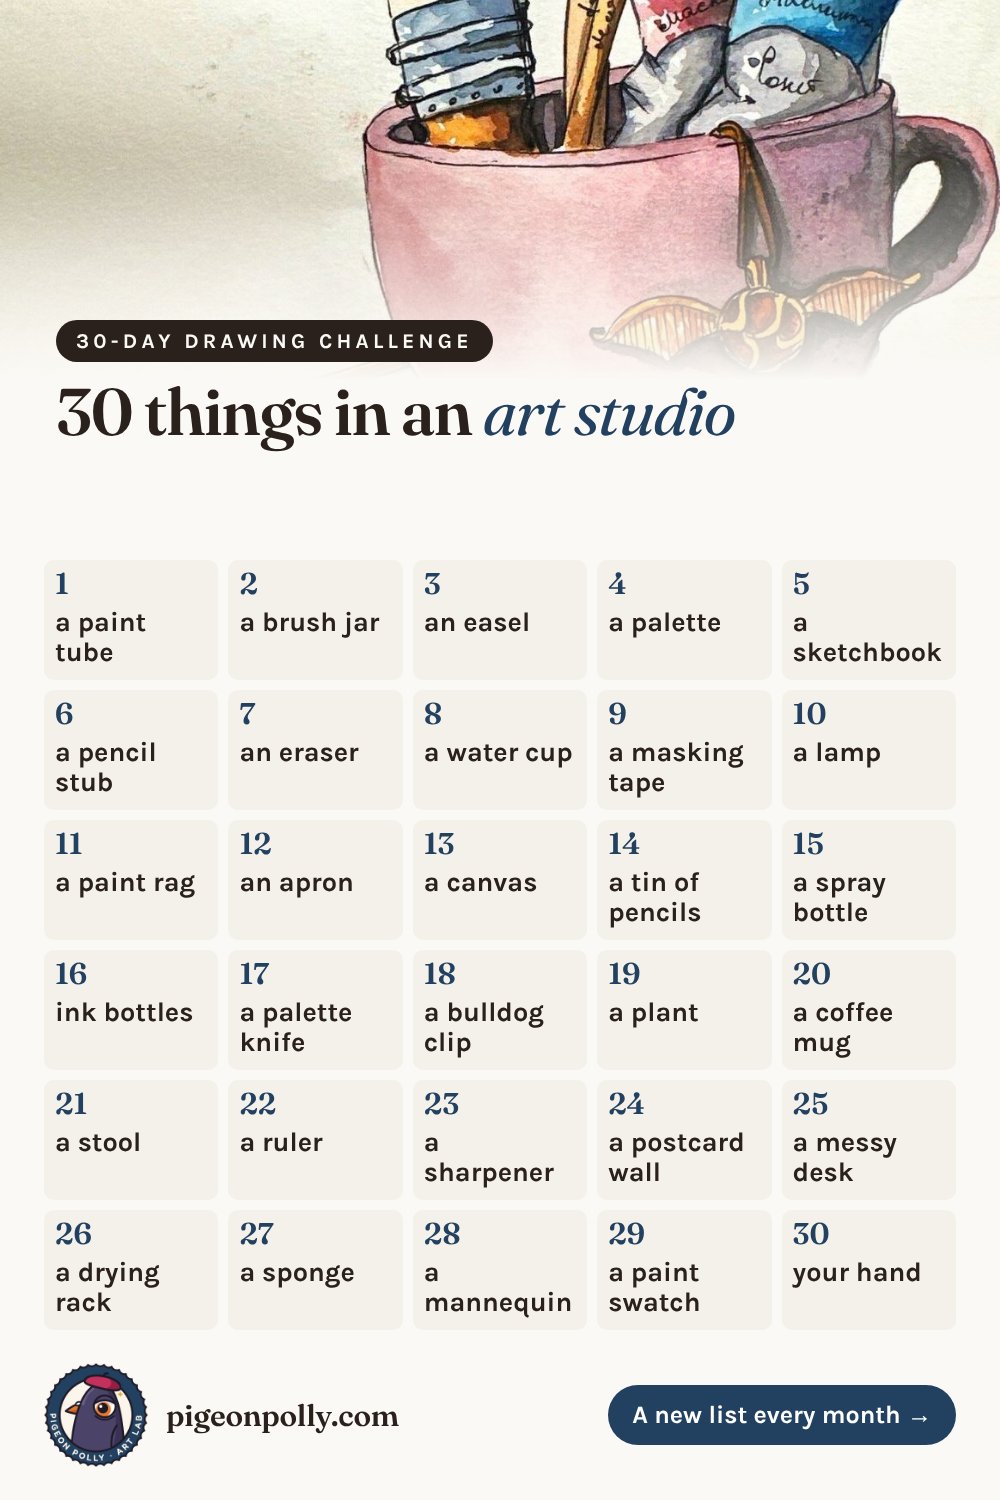 30-DAY DRAWING CHALLENGE
30 things in an art studio
1
a paint
tube
2
a brush jar
3
an easel
4
a palette
5
a
sketchbook
6
a pencil
stub
7
an eraser
8
a water cup
9
a masking
tape
10
a lamp
11
a paint rag
12
an apron
13
a canvas
14
a tin of
pencils
15
a spray
bottle
16
ink bottles
17
a palette
knife
18
a bulldog
clip
19
a plant
20
a coffee
mug
21
a stool
22
a ruler
23
a
sharpener
24
a postcard
wall
25
a messy
desk
26
a drying
rack
27
a sponge
28
a
mannequin
29
a paint
swatch
30
your hand
PIGEON POLLY · ART LAB
pigeonpolly.com
A new list every month →